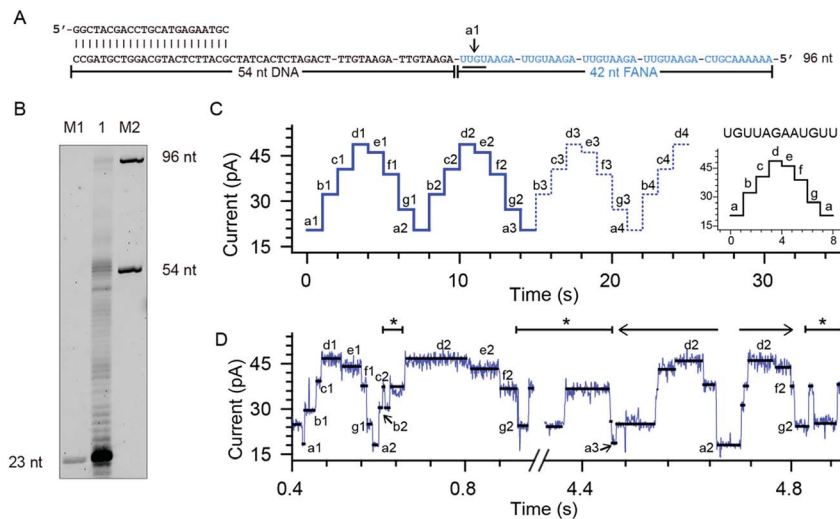 A
a1
5’-GGCTACGACCTGCATGAGAATGC
CCGATGCTGGACGTACTCTTACGCTATCACTCTAGACT-TTGTAAGA-TTGTAAGA-UUGUAAGA-UUGUAAGA-UUGUAAGA-UUGUAAGA-CUGCAAAAAA-5’ 96 nt
54 nt DNA 42 nt FANA
B
M1 1 M2
96 nt
54 nt
23 nt
C
Current (pA)
45
30
15
a1 b1 c1 d1 e1 f1 g1 a2 b2 c2 d2 e2 f2 g2 a3 b3 c3 d3 e3 f3 g3 a4 b4 c4 d4
0 10 20 30
Time (s)
UGUUAGAAUGUU
45
30
15
a b c d e f g a
0 4 8
D
Current (pA)
45
30
15
* * *
a1 b1 c1 d1 e1 f1 g1 a2 c2 b2 d2 e2 f2 g2 a3 d2 a2 d2 f2 g2
0.4 0.8 4.4 4.8
Time (s)